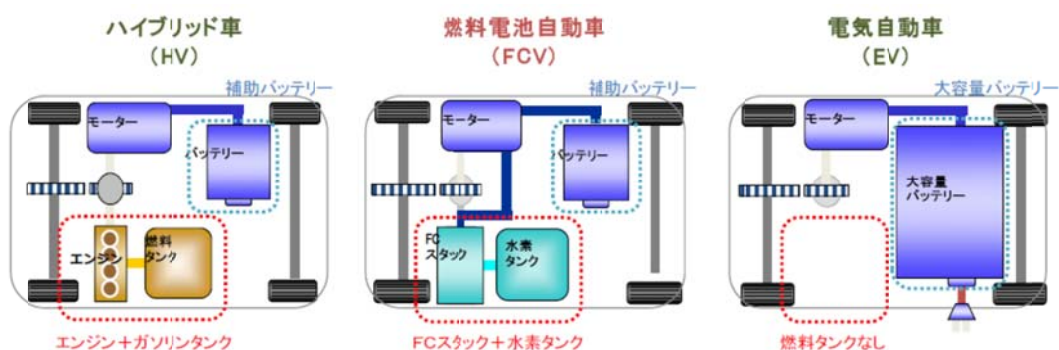 ハイブリッド車
(HV)
補助バッテリー
モーター
バッテリー
エンジン
燃料
タンク
エンジン+ガソリンタンク
燃料電池自動車
(FCV)
補助バッテリー
モーター
バッテリー
FC
スタック
水素
タンク
FCスタック+水素タンク
電気自動車
(EV)
大容量バッテリー
モーター
大容量
バッテリー
燃料タンクなし